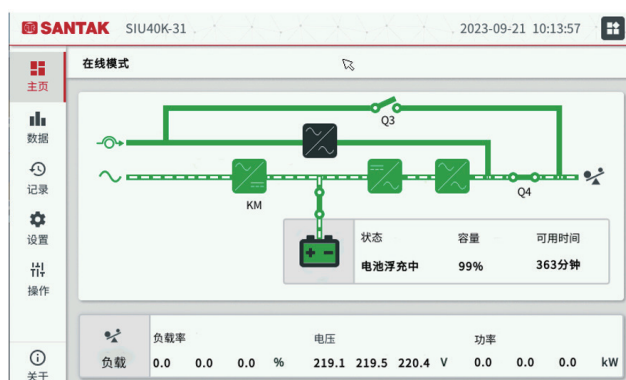 SANTAK SIU40K-31 2023-09-21 10:13:57
主页
在线模式
数据
记录
设置
操作
关于
Q3
KM
Q4
状态 容量 可用时间
电池浮充中 99% 363分钟
负载
负载率 电压 功率
0.0 0.0 0.0 % 219.1 219.5 220.4 V 0.0 0.0 0.0 kW